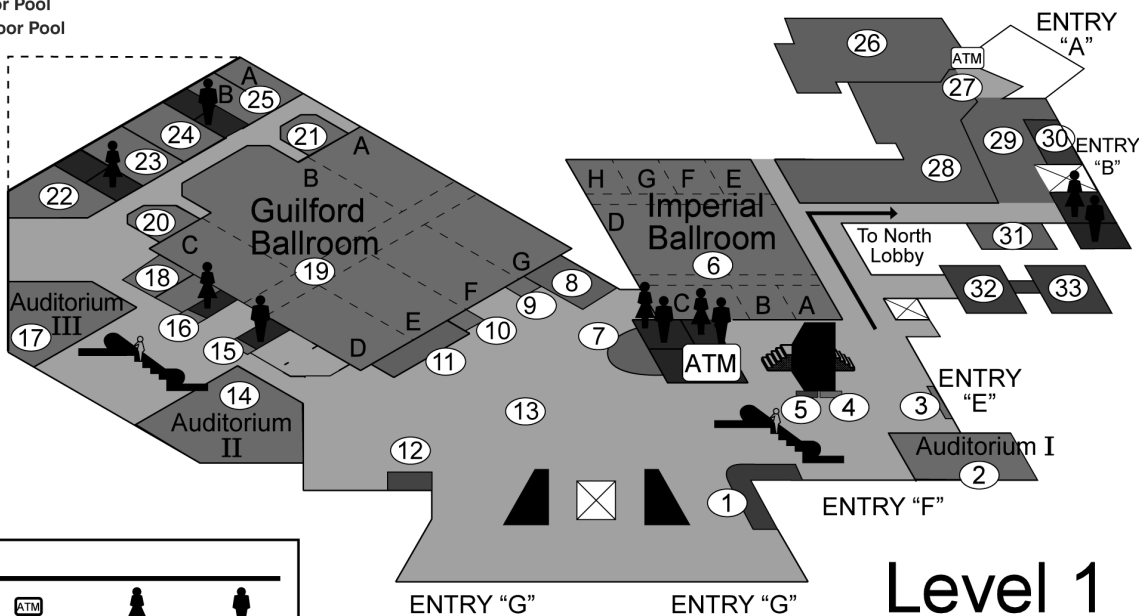 or Pool
oor Pool
ENTRY
"A"
26
ATM
27
A
B
25
24
23
22
21
A
B
Guilford
Ballroom
20
C
19
G
F
E
D
18
16
15
Auditorium
III
17
14
Auditorium
II
H
G
F
E
D
Imperial
Ballroom
6
C
B
A
28
29
30
ENTRY
"B"
To North
Lobby
31
32
33
8
9
10
11
7
ATM
13
12
5
4
3
ENTRY
"E"
Auditorium I
2
1
ENTRY "F"
ENTRY "G"
ENTRY "G"
Level 1
ATM